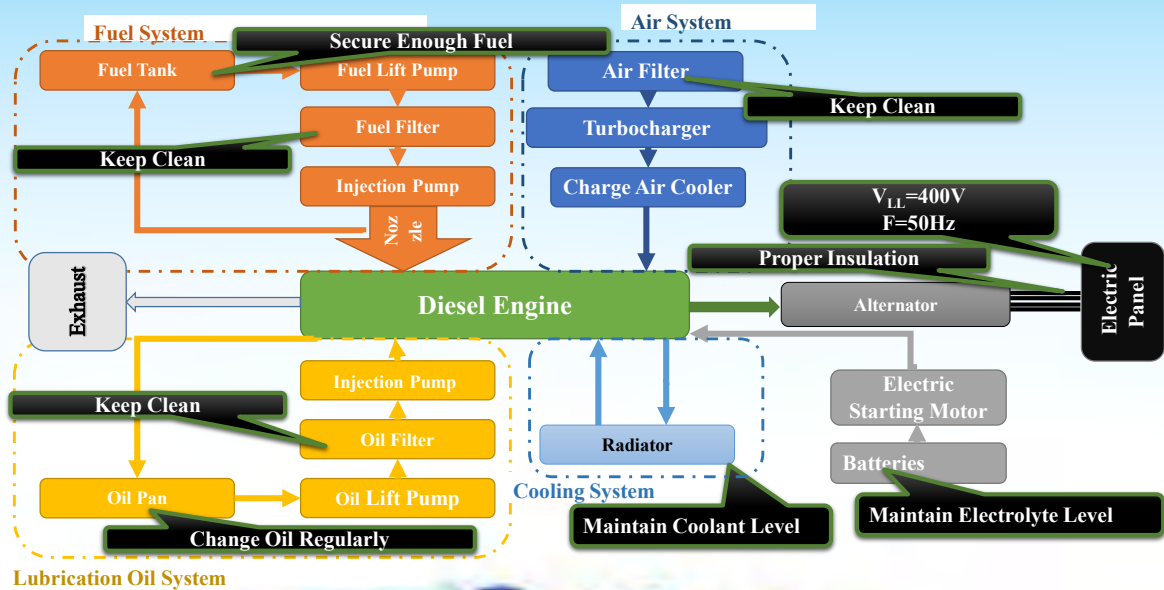 Fuel System
Air System
Secure Enough Fuel
Fuel Tank
Fuel Lift Pump
Air Filter
Keep Clean
Fuel Filter
Turbocharger
Keep Clean
Injection Pump
Charge Air Cooler
V_LL=400V
F=50Hz
Noz
zle
Proper Insulation
Exhaust
Diesel Engine
Alternator
Electric
Panel
Injection Pump
Keep Clean
Electric
Starting Motor
Oil Filter
Radiator
Batteries
Oil Pan
Oil Lift Pump
Cooling System
Maintain Coolant Level
Maintain Electrolyte Level
Change Oil Regularly
Lubrication Oil System